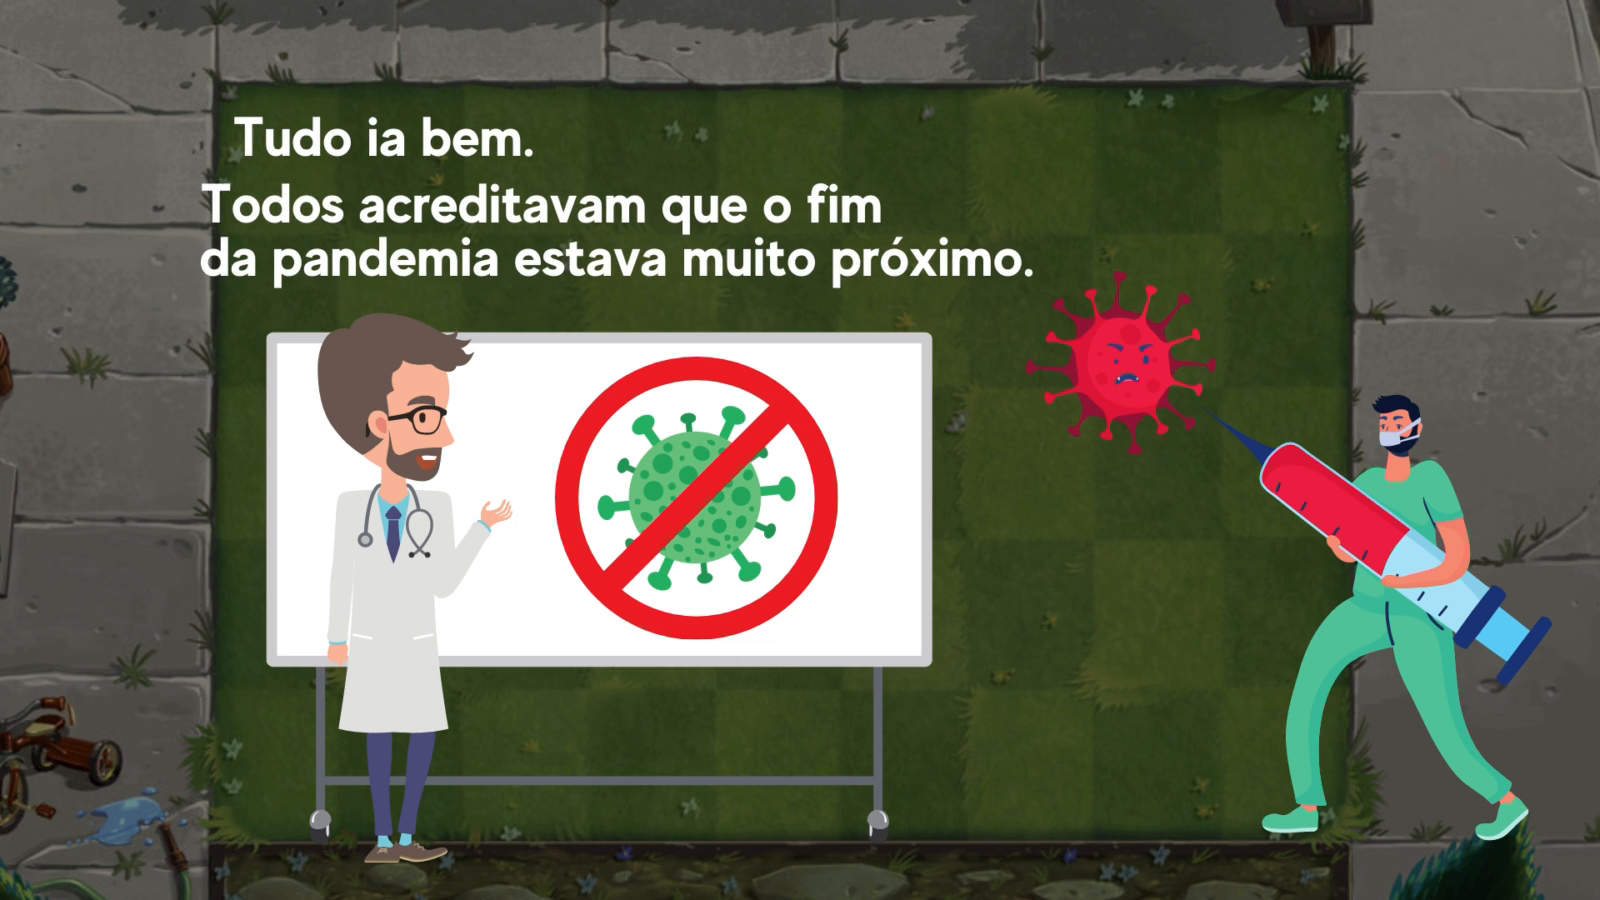 Tudo ia bem.
Todos acreditavam que o fim
da pandemia estava muito próximo.